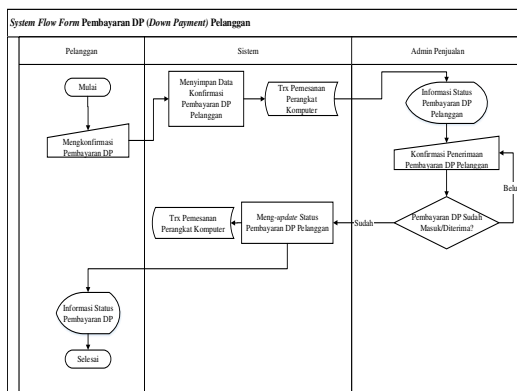 System Flow Form Pembayaran DP (Down Payment) Pelanggan
Pelanggan
Sistem
Admin Penjualan
Mulai
Mengkonfirmasi
Pembayaran DP
Menyimpan Data
Konfirmasi
Pembayaran DP
Pelanggan
Trx Pemesanan
Perangkat
Komputer
Informasi Status
Pembayaran DP
Pelanggan
Konfirmasi Penerimaan
Pembayaran DP Pelanggan
Belu
Pembayaran DP Sudah
Masuk/Diterima?
Sudah
Meng-update Status
Pembayaran DP Pelanggan
Trx Pemesanan
Perangkat Komputer
Informasi Status
Pembayaran DP
Selesai